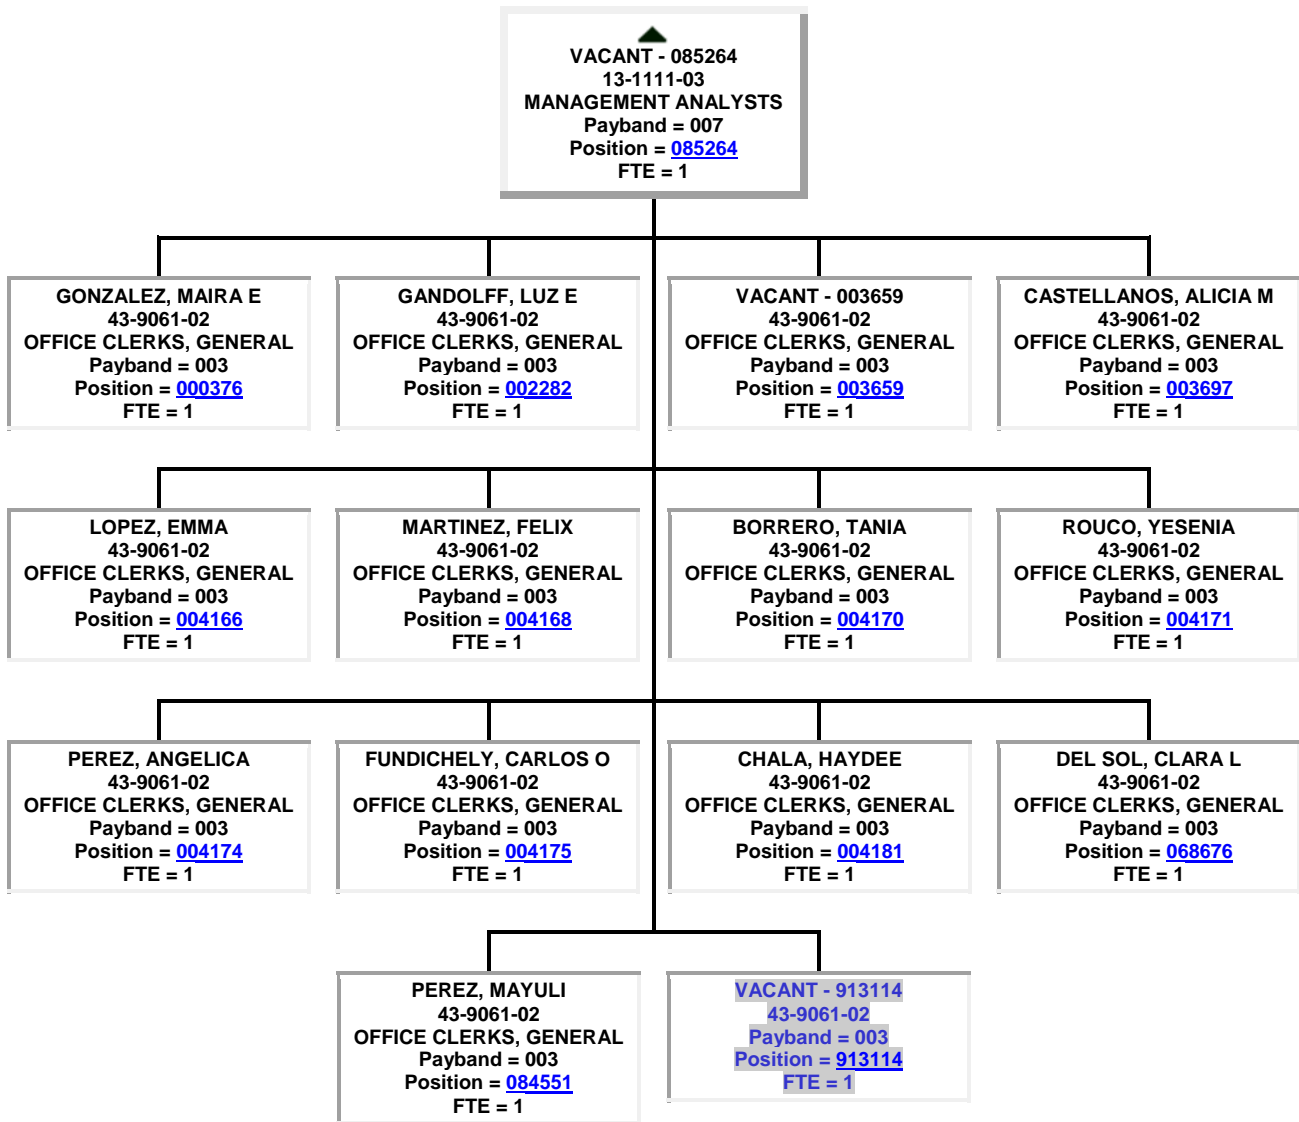 VACANT - 085264
13-1111-03
MANAGEMENT ANALYSTS
Payband = 007
Position = 085264
FTE = 1
GONZALEZ, MAIRA E
43-9061-02
OFFICE CLERKS, GENERAL
Payband = 003
Position = 000376
FTE = 1
GANDOLFF, LUZ E
43-9061-02
OFFICE CLERKS, GENERAL
Payband = 003
Position = 002282
FTE = 1
VACANT - 003659
43-9061-02
OFFICE CLERKS, GENERAL
Payband = 003
Position = 003659
FTE = 1
CASTELLANOS, ALICIA M
43-9061-02
OFFICE CLERKS, GENERAL
Payband = 003
Position = 003697
FTE = 1
LOPEZ, EMMA
43-9061-02
OFFICE CLERKS, GENERAL
Payband = 003
Position = 004166
FTE = 1
MARTINEZ, FELIX
43-9061-02
OFFICE CLERKS, GENERAL
Payband = 003
Position = 004168
FTE = 1
BORRERO, TANIA
43-9061-02
OFFICE CLERKS, GENERAL
Payband = 003
Position = 004170
FTE = 1
ROUCO, YESENIA
43-9061-02
OFFICE CLERKS, GENERAL
Payband = 003
Position = 004171
FTE = 1
PEREZ, ANGELICA
43-9061-02
OFFICE CLERKS, GENERAL
Payband = 003
Position = 004174
FTE = 1
FUNDICHELY, CARLOS O
43-9061-02
OFFICE CLERKS, GENERAL
Payband = 003
Position = 004175
FTE = 1
CHALA, HAYDEE
43-9061-02
OFFICE CLERKS, GENERAL
Payband = 003
Position = 004181
FTE = 1
DEL SOL, CLARA L
43-9061-02
OFFICE CLERKS, GENERAL
Payband = 003
Position = 068676
FTE = 1
PEREZ, MAYULI
43-9061-02
OFFICE CLERKS, GENERAL
Payband = 003
Position = 084551
FTE = 1
VACANT - 913114
43-9061-02
Payband = 003
Position = 913114
FTE = 1